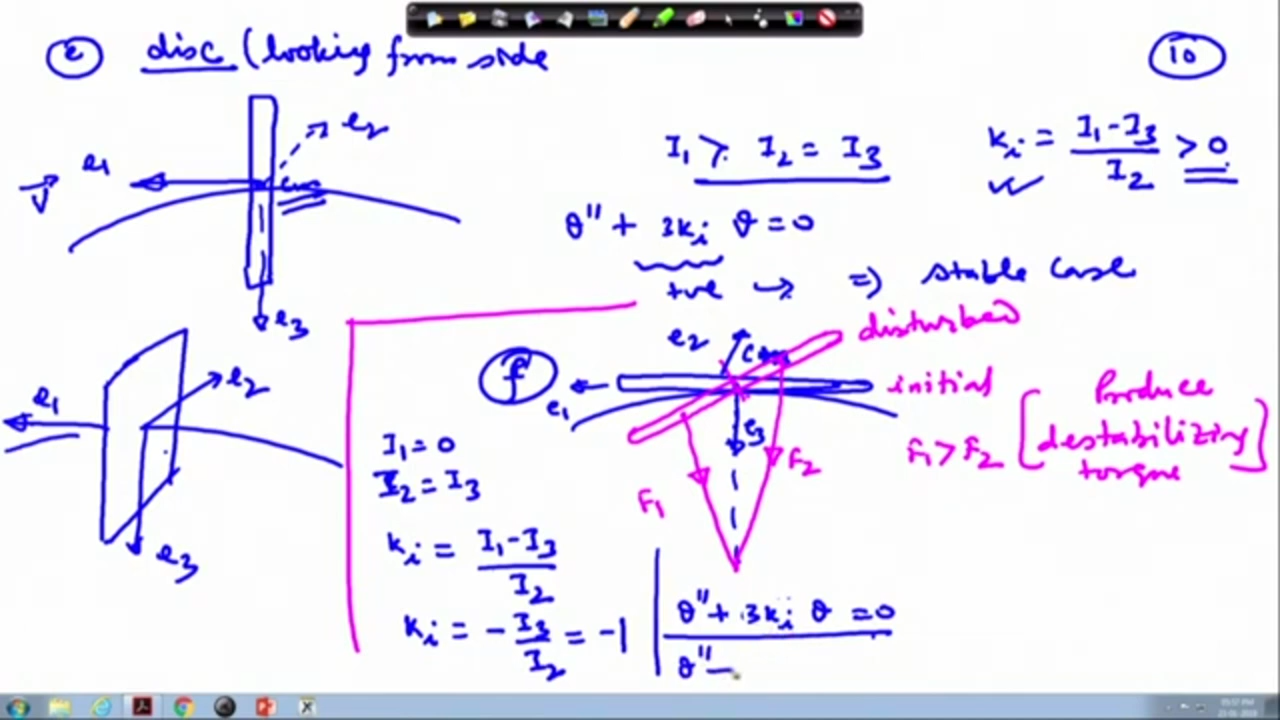 (e) disc (looking from side
10
e2
e1
V
cm
e3
I1 > I2 = I3
ki = (I1-I3)/I2 > 0
θ'' + 3ki θ = 0
+ve → ⇒ stable case
e1
e2
e3
(f)
e2
disturbed
e1
initial
e3
F1
F2
F1 > F2 [Produce
destabilizing
torque]
I1 = 0
I2 = I3
ki = (I1-I3)/I2
ki = -I3/I2 = -1
θ'' + 3ki θ = 0
θ'' -